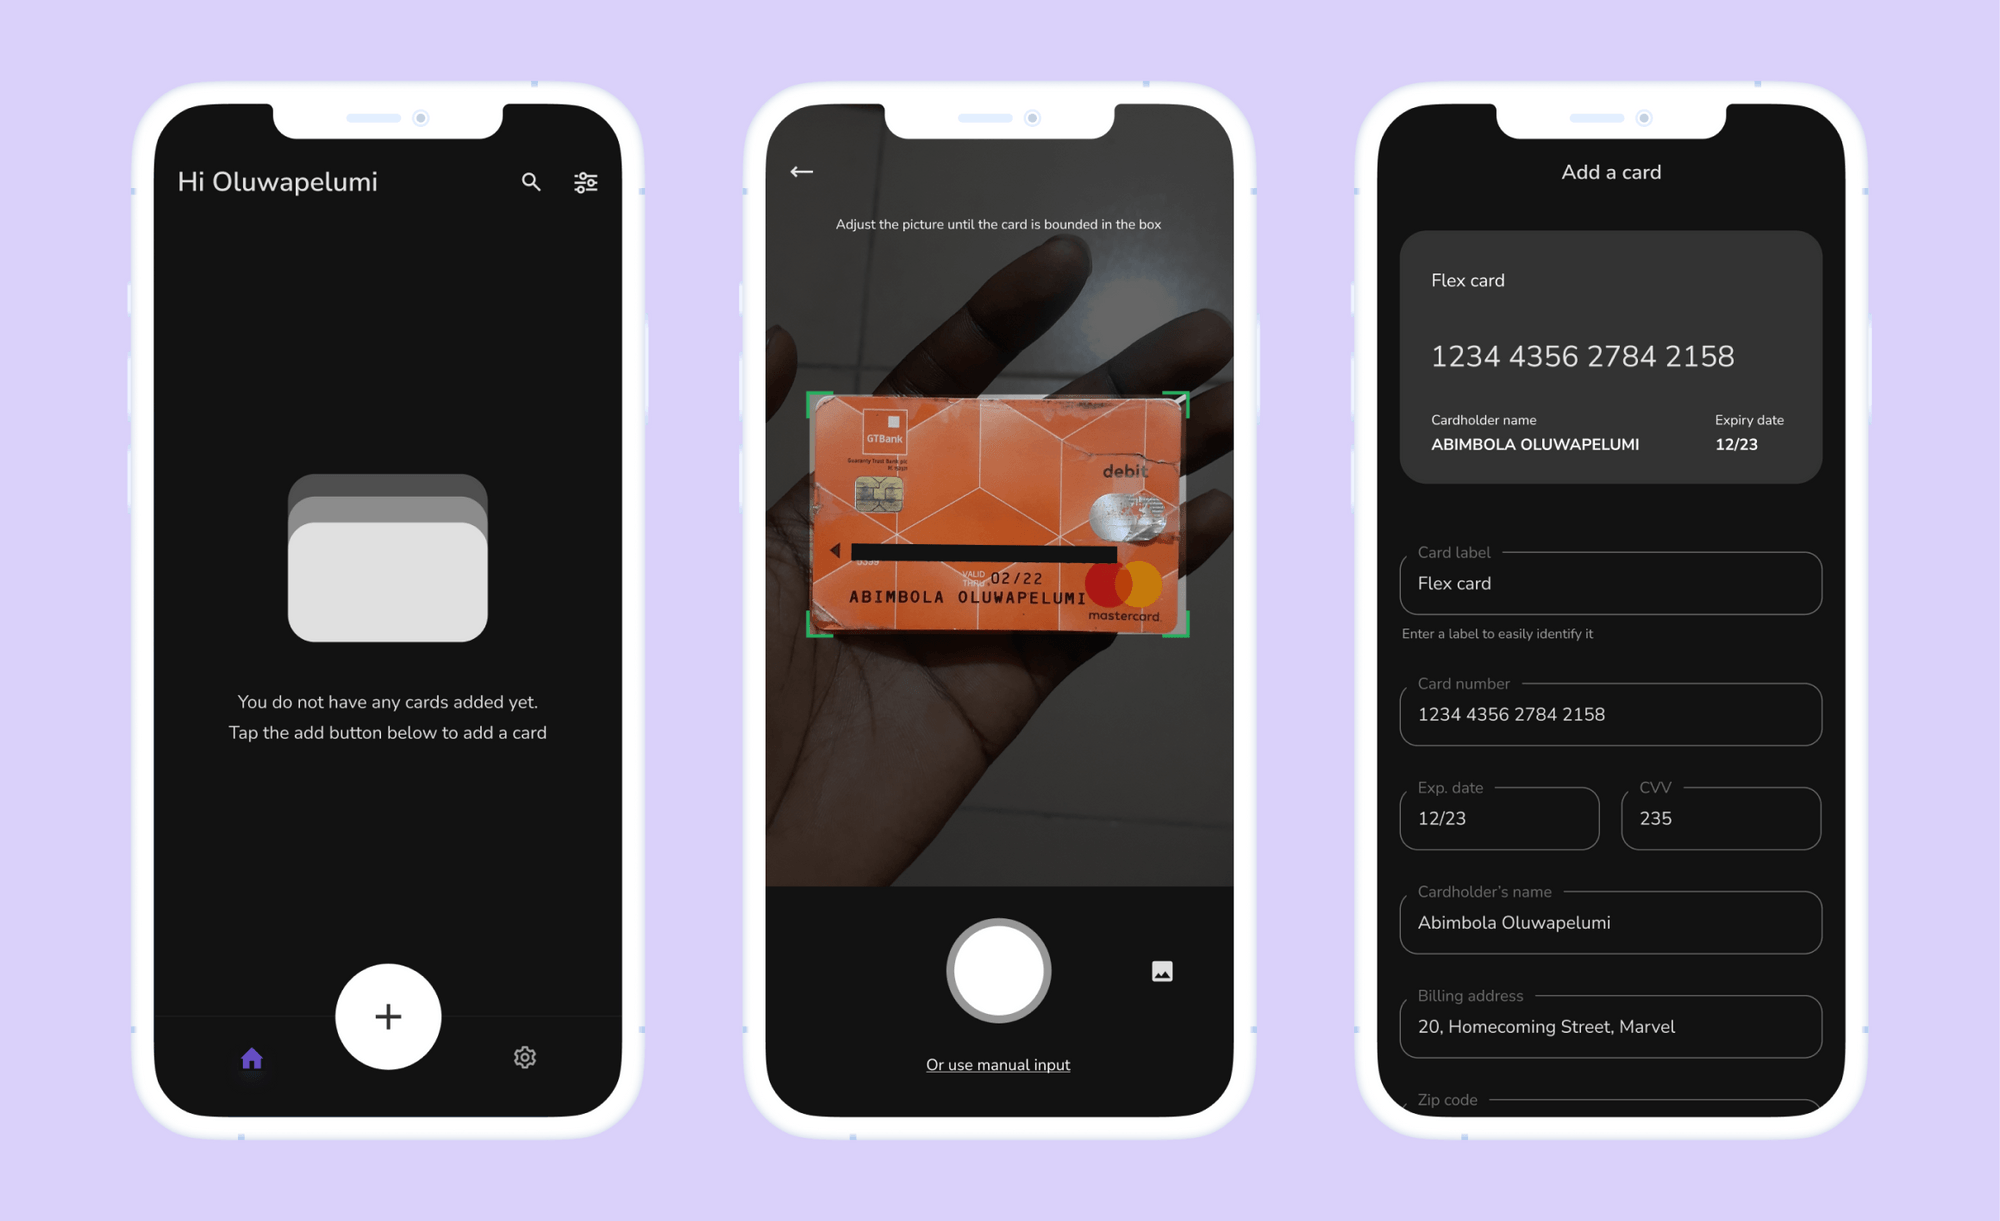 Hi Oluwapelumi
You do not have any cards added yet.
Tap the add button below to add a card
Adjust the picture until the card is bounded in the box
GTBank
debit
0539
VALID
THRU
02/22
ABIMBOLA OLUWAPELUMI
mastercard.
Or use manual input
Add a card
Flex card
1234 4356 2784 2158
Cardholder name
Expiry date
ABIMBOLA OLUWAPELUMI
12/23
Card label
Flex card
Enter a label to easily identify it
Card number
1234 4356 2784 2158
Exp. date
CVV
12/23
235
Cardholder’s name
Abimbola Oluwapelumi
Billing address
20, Homecoming Street, Marvel
Zip code